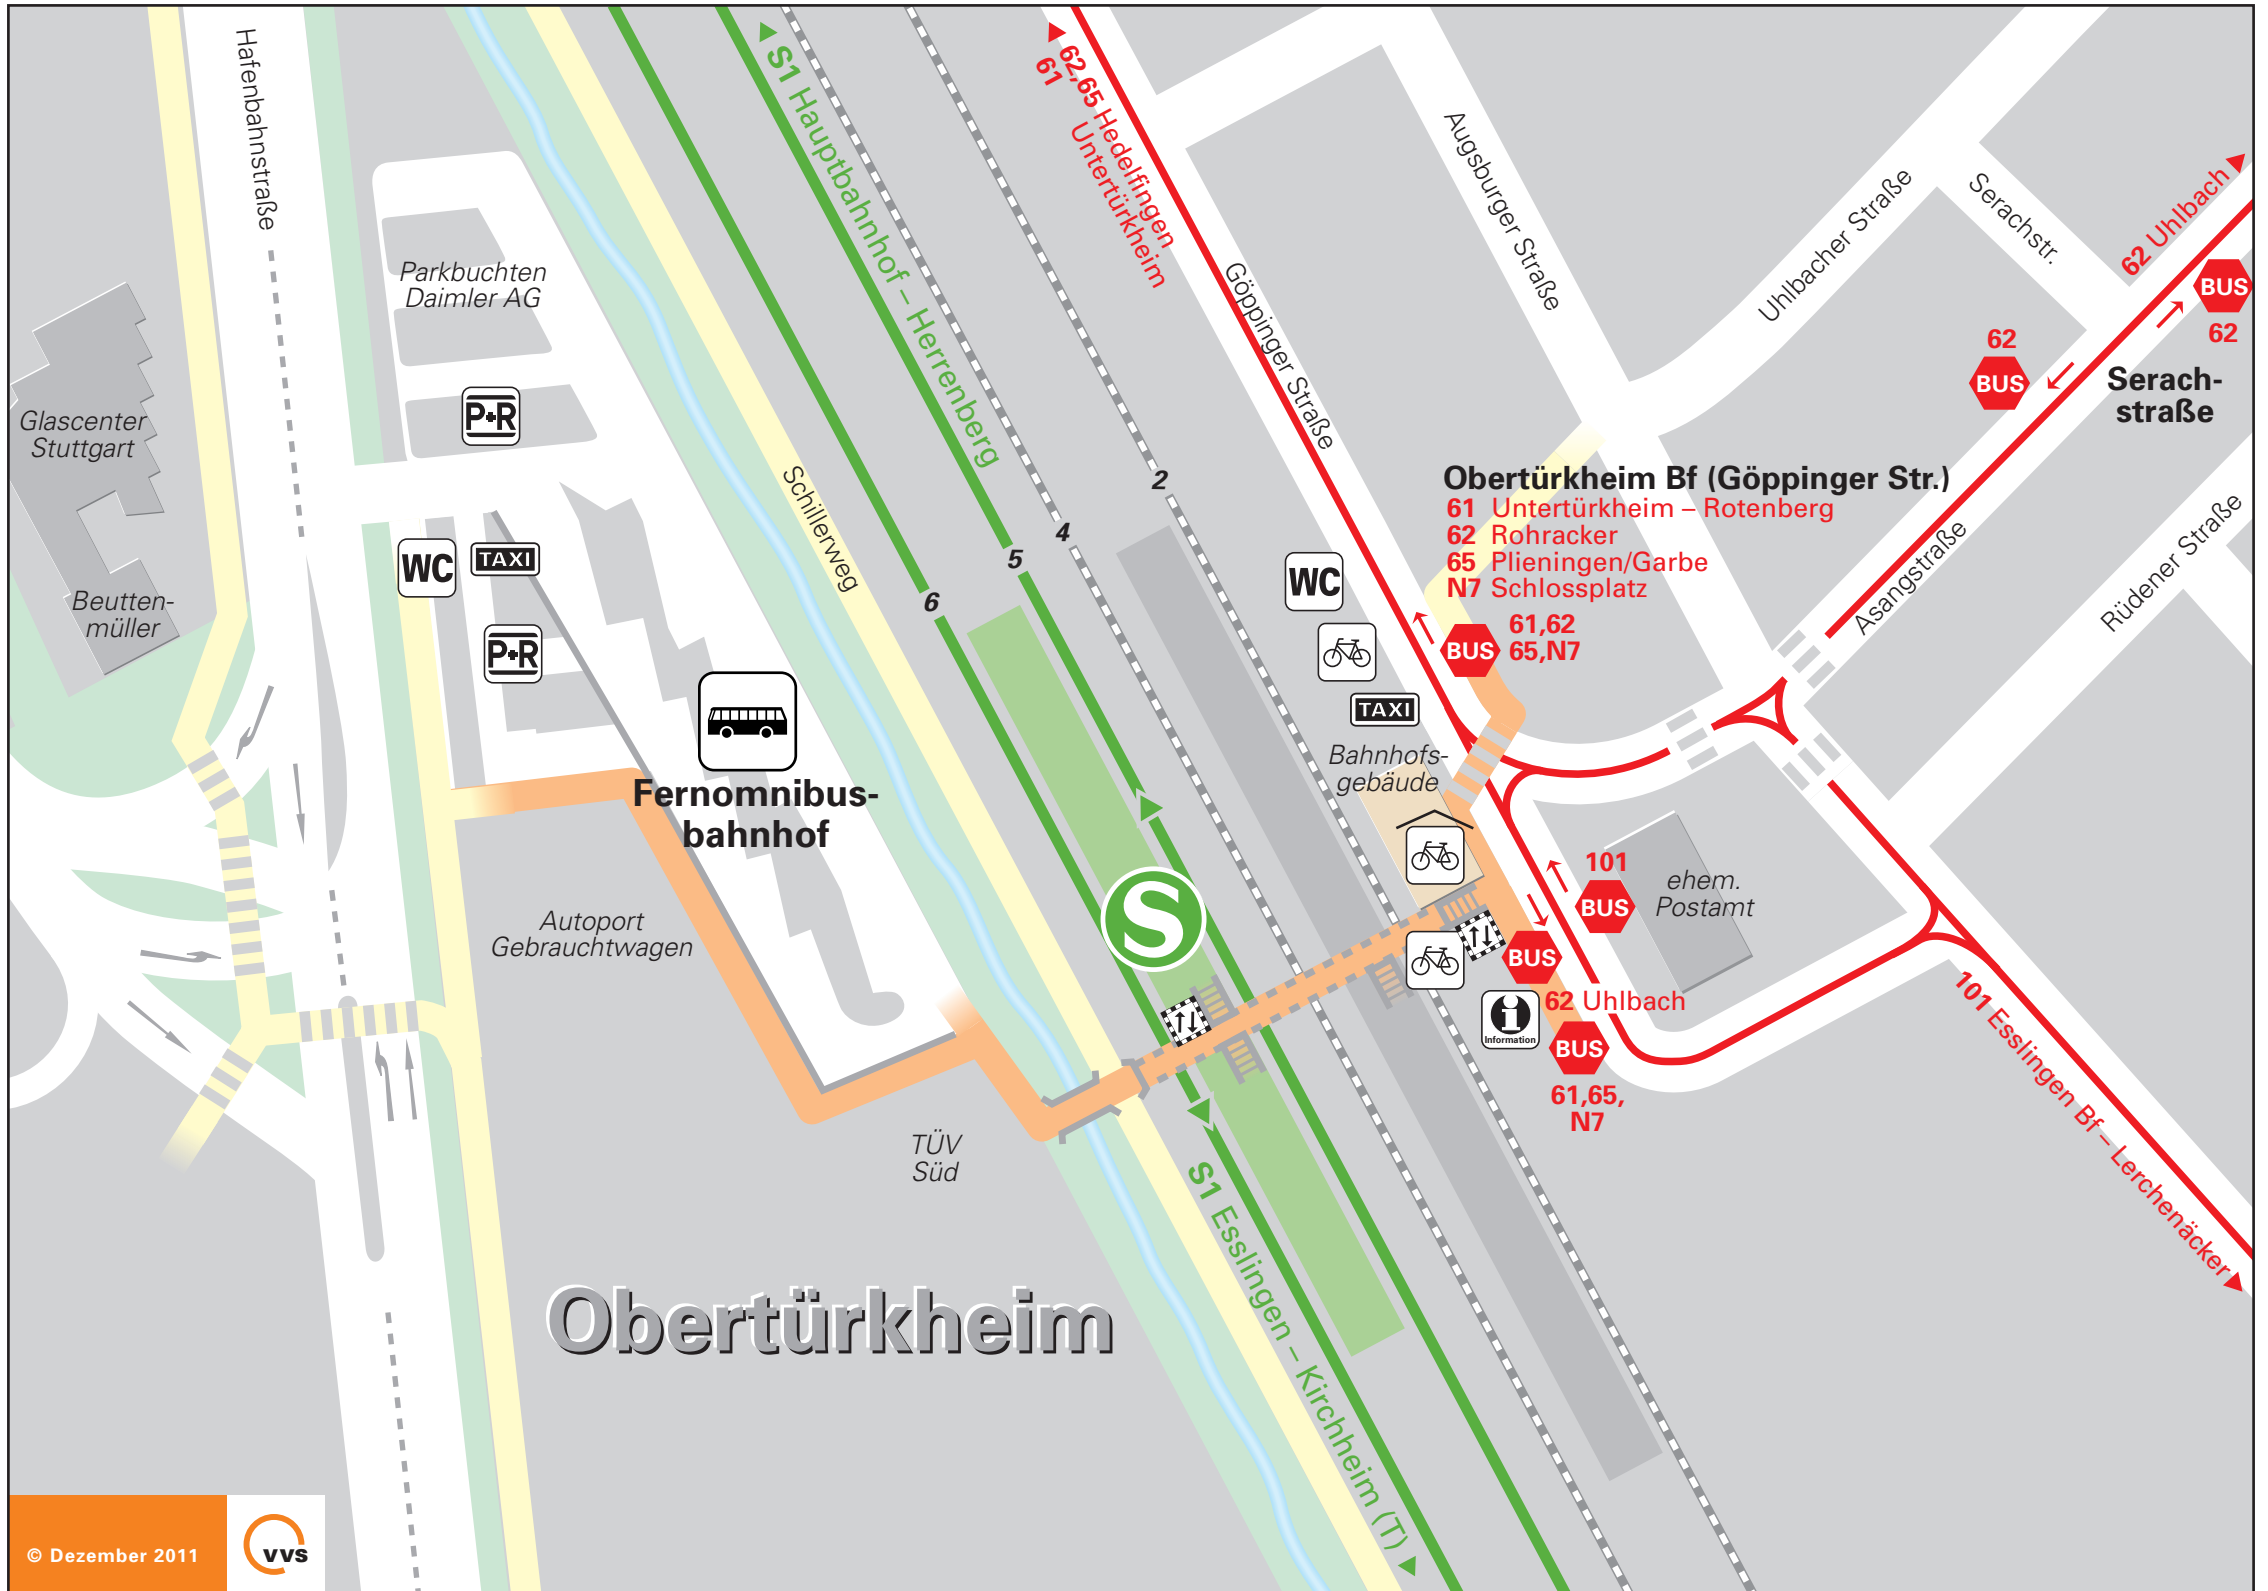 Hafenbahnstraße
S1 Hauptbahnhof – Herrenberg
62,65 Hedelfingen
61 Untertürkheim
Göppinger Straße
Augsburger Straße
Uhlbacher Straße
Serachstr.
62 Uhlbach
BUS
62
62
BUS
Serach-
straße
Parkbuchten
Daimler AG
P+R
Glascenter
Stuttgart
Schillerweg
2
4
5
6
Obertürkheim Bf (Göppinger Str.)
61 Untertürkheim – Rotenberg
62 Rohracker
65 Plieningen/Garbe
N7 Schlossplatz
61,62
65,N7
BUS
Asangstraße
Rüdener Straße
WC
TAXI
P+R
WC
TAXI
Beutten-
müller
Bahnhofs-
gebäude
Fernomnibus-
bahnhof
Autoport
Gebrauchtwagen
S
101
BUS
ehem.
Postamt
BUS
62 Uhlbach
i
Information
BUS
61,65,
N7
101 Esslingen Bf – Lerchenäcker
TÜV
Süd
S1 Esslingen – Kirchheim (T)
Obertürkheim
© Dezember 2011
vvs